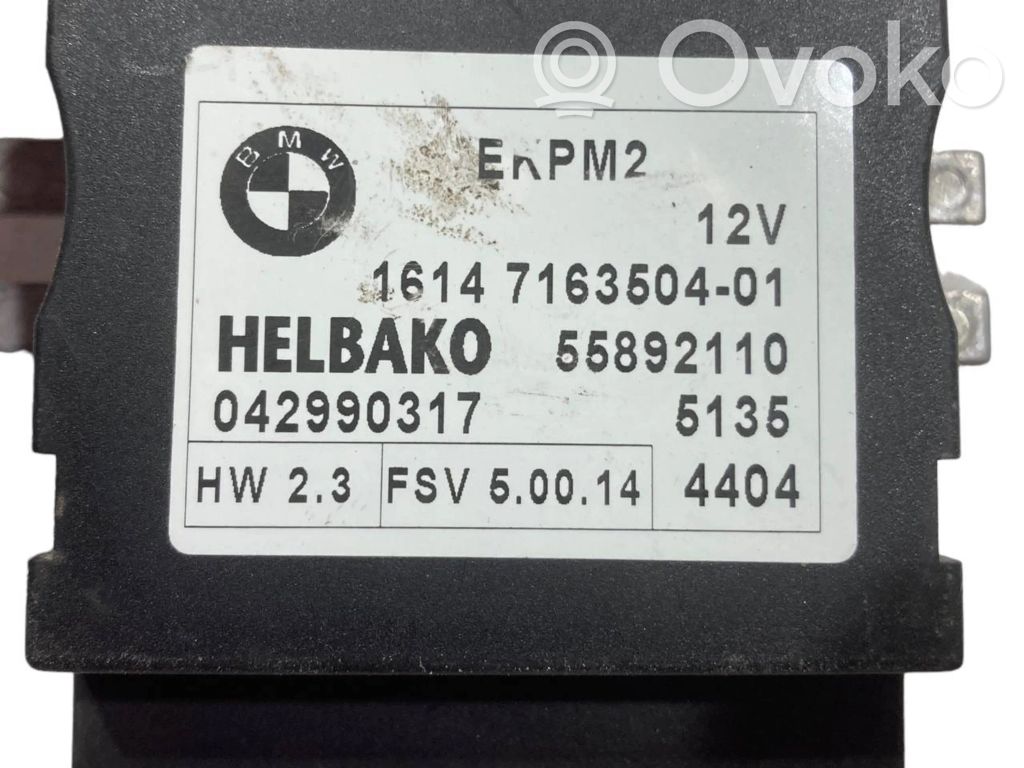 Ovoko
BMW
EKPM2
12V
1614 7163504-01
HELBAKO 55892110
042990317 5135
HW 2.3 FSV 5.00.14 4404